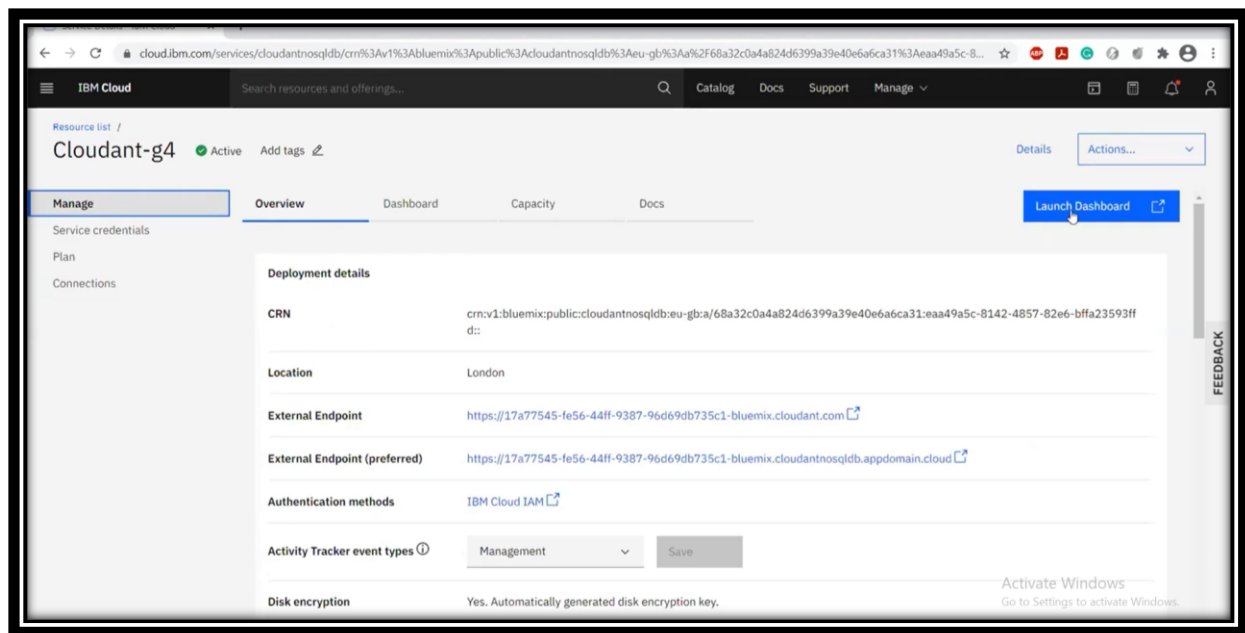 cloud.ibm.com/services/cloudantnosqldb/crn%3Av1%3Abluemix%3Apublic%3Acloudantnosqldb%3Aeu-gb%3Aa%2F68a32c0a4a824d6399a39e40e6a6ca31%3Aeaa49a5c-8...
ABP
IBM Cloud
Search resources and offerings...
Catalog
Docs
Support
Manage
Resource list /
Cloudant-g4
Active
Add tags
Details
Actions...
Manage
Service credentials
Plan
Connections
Overview
Dashboard
Capacity
Docs
Launch Dashboard
Deployment details
CRN
crn:v1:bluemix:public:cloudantnosqldb:eu-gb:a/68a32c0a4a824d6399a39e40e6a6ca31:eaa49a5c-8142-4857-82e6-bffa23593ff
d::
Location
London
External Endpoint
https://17a77545-fe56-44ff-9387-96d69db735c1-bluemix.cloudant.com
External Endpoint (preferred)
https://17a77545-fe56-44ff-9387-96d69db735c1-bluemix.cloudantnosqldb.appdomain.cloud
Authentication methods
IBM Cloud IAM
Activity Tracker event types
Management
Save
Disk encryption
Yes. Automatically generated disk encryption key.
FEEDBACK
Activate Windows
Go to Settings to activate Windows.